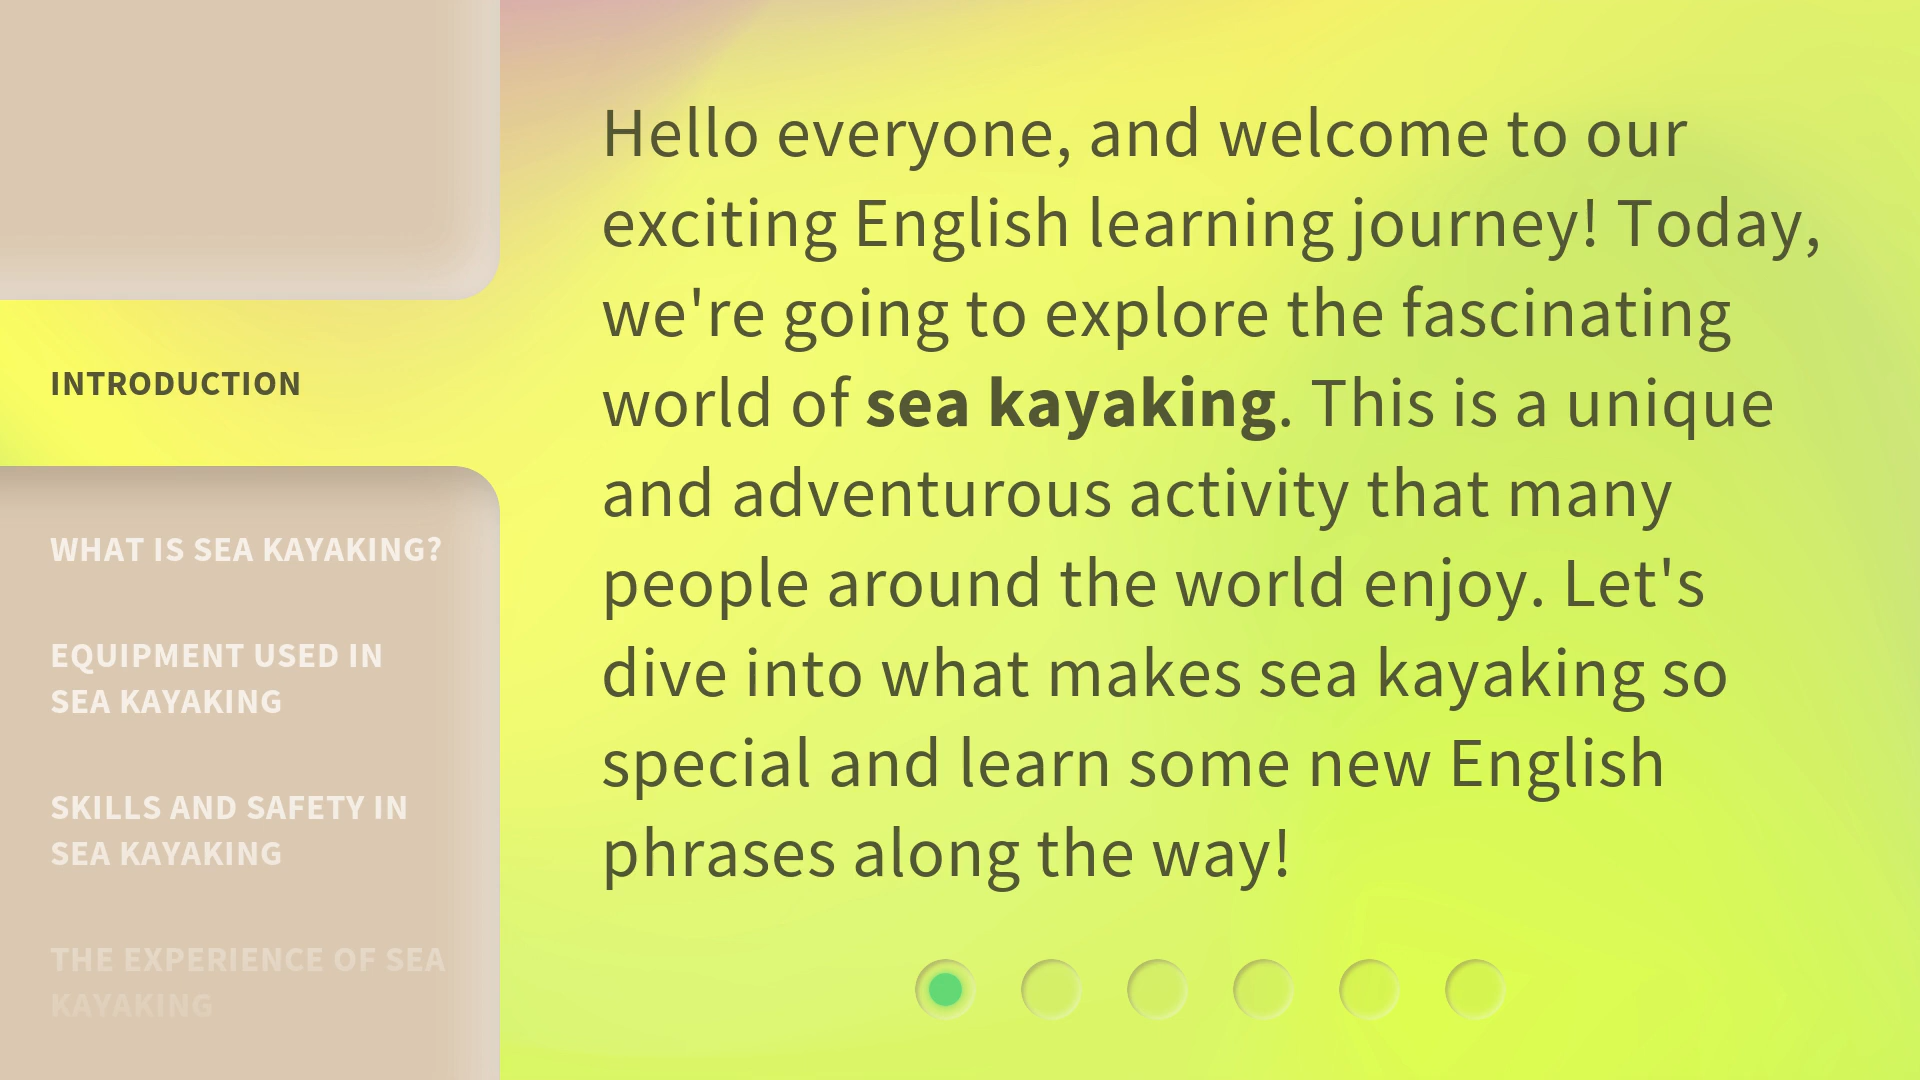 INTRODUCTION
WHAT IS SEA KAYAKING?
EQUIPMENT USED IN
SEA KAYAKING
SKILLS AND SAFETY IN
SEA KAYAKING
THE EXPERIENCE OF SEA
KAYAKING
Hello everyone, and welcome to our
exciting English learning journey! Today,
we're going to explore the fascinating
world of sea kayaking. This is a unique
and adventurous activity that many
people around the world enjoy. Let's
dive into what makes sea kayaking so
special and learn some new English
phrases along the way!